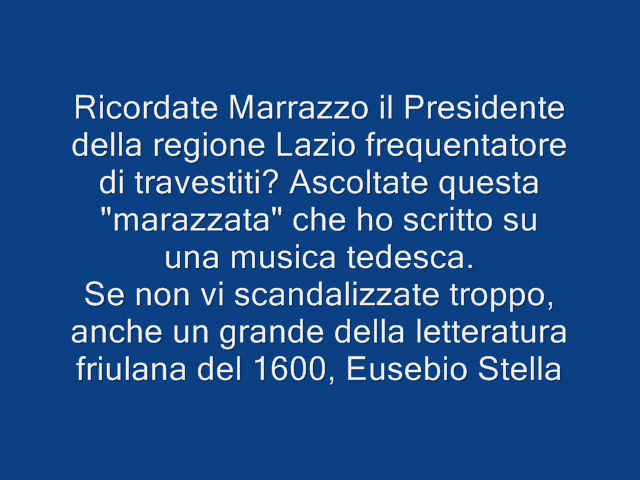 Ricordate Marrazzo il Presidente
della regione Lazio frequentatore
di travestiti? Ascoltate questa
"marazzata" che ho scritto su
una musica tedesca.
Se non vi scandalizzate troppo,
anche un grande della letteratura
friulana del 1600, Eusebio Stella